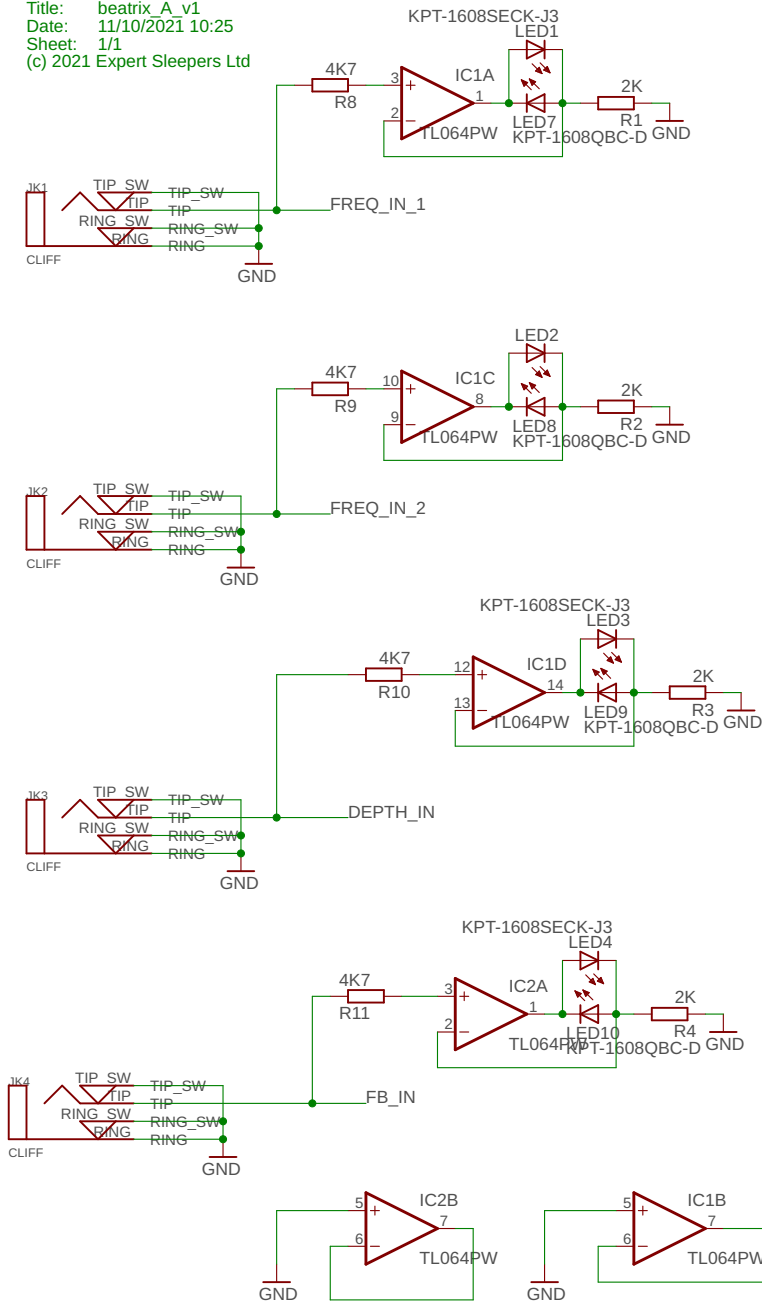 Title: beatrix_A_v1
Date: 11/10/2021 10:25
Sheet: 1/1
(c) 2021 Expert Sleepers Ltd
KPT-1608SECK-J3
LED1
4K7
R8
3
2
IC1A
1
TL064PW
LED7
KPT-1608QBC-D
2K
R1
GND
JK1
TIP_SW
TIP
RING_SW
RING
TIP_SW
TIP
RING_SW
RING
CLIFF
FREQ_IN_1
GND
LED2
4K7
R9
10
9
IC1C
8
TL064PW
LED8
KPT-1608QBC-D
2K
R2
GND
JK2
TIP_SW
TIP
RING_SW
RING
TIP_SW
TIP
RING_SW
RING
CLIFF
FREQ_IN_2
GND
KPT-1608SECK-J3
LED3
4K7
R10
12
13
IC1D
14
TL064PW
LED9
KPT-1608QBC-D
2K
R3
GND
JK3
TIP_SW
TIP
RING_SW
RING
TIP_SW
TIP
RING_SW
RING
CLIFF
DEPTH_IN
GND
KPT-1608SECK-J3
LED4
4K7
R11
3
2
IC2A
1
TL064PW
LED10
KPT-1608QBC-D
2K
R4
GND
JK4
TIP_SW
TIP
RING_SW
RING
TIP_SW
TIP
RING_SW
RING
CLIFF
FB_IN
GND
5
6
IC2B
7
TL064PW
GND
5
6
IC1B
7
TL064PW
GND